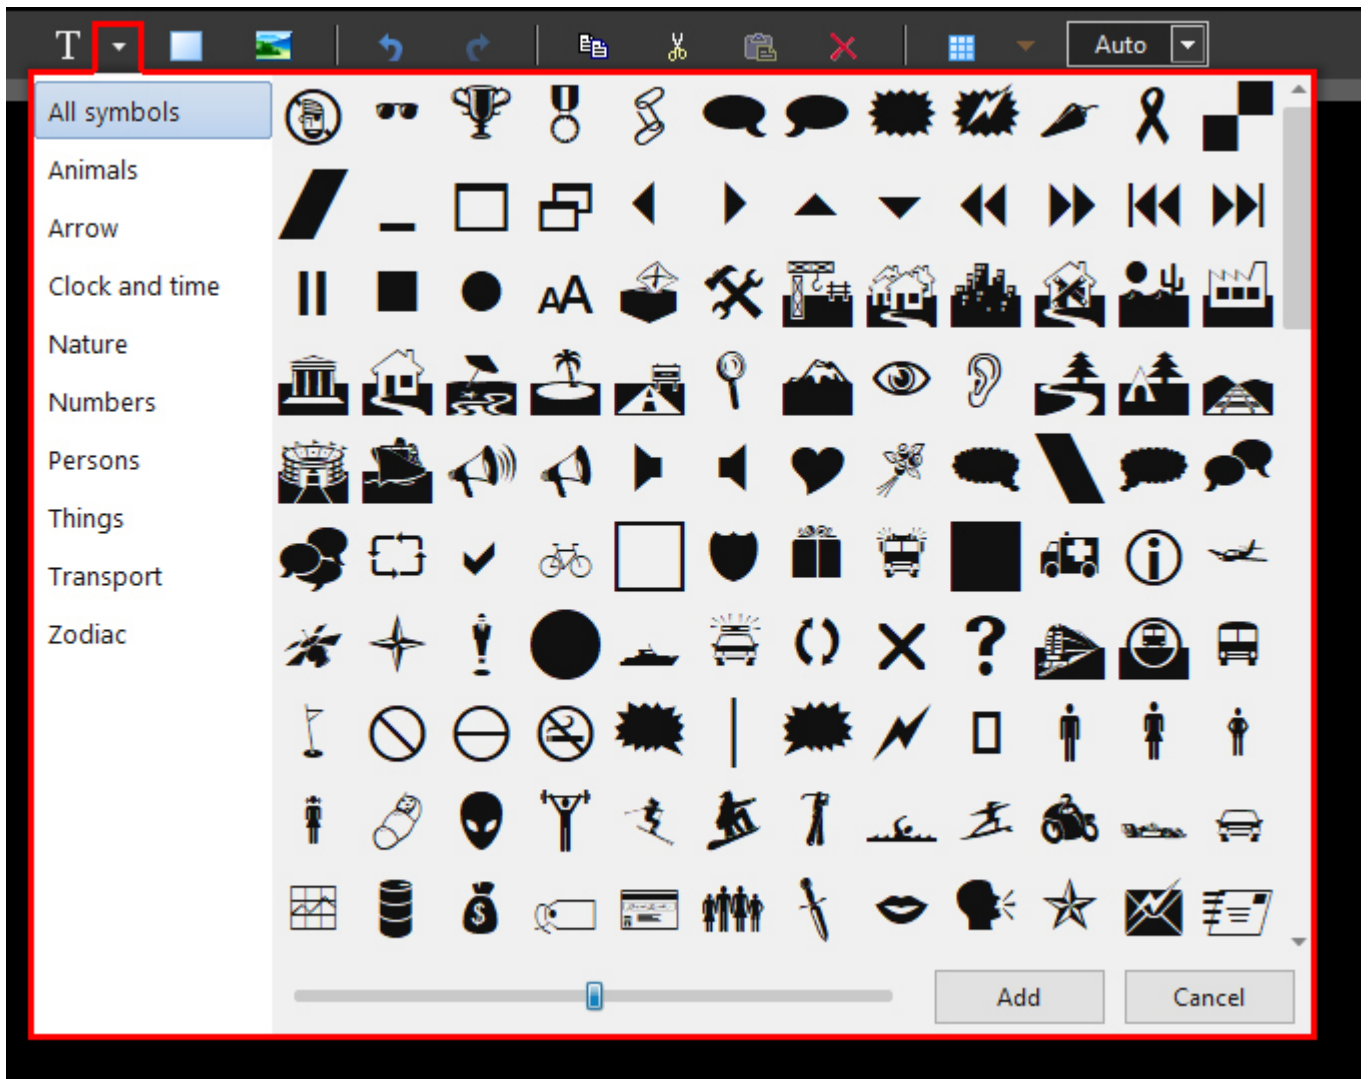 T
Auto
All symbols
Animals
Arrow
Clock and time
Nature
Numbers
Persons
Things
Transport
Zodiac
AA
i
?
$
Add
Cancel